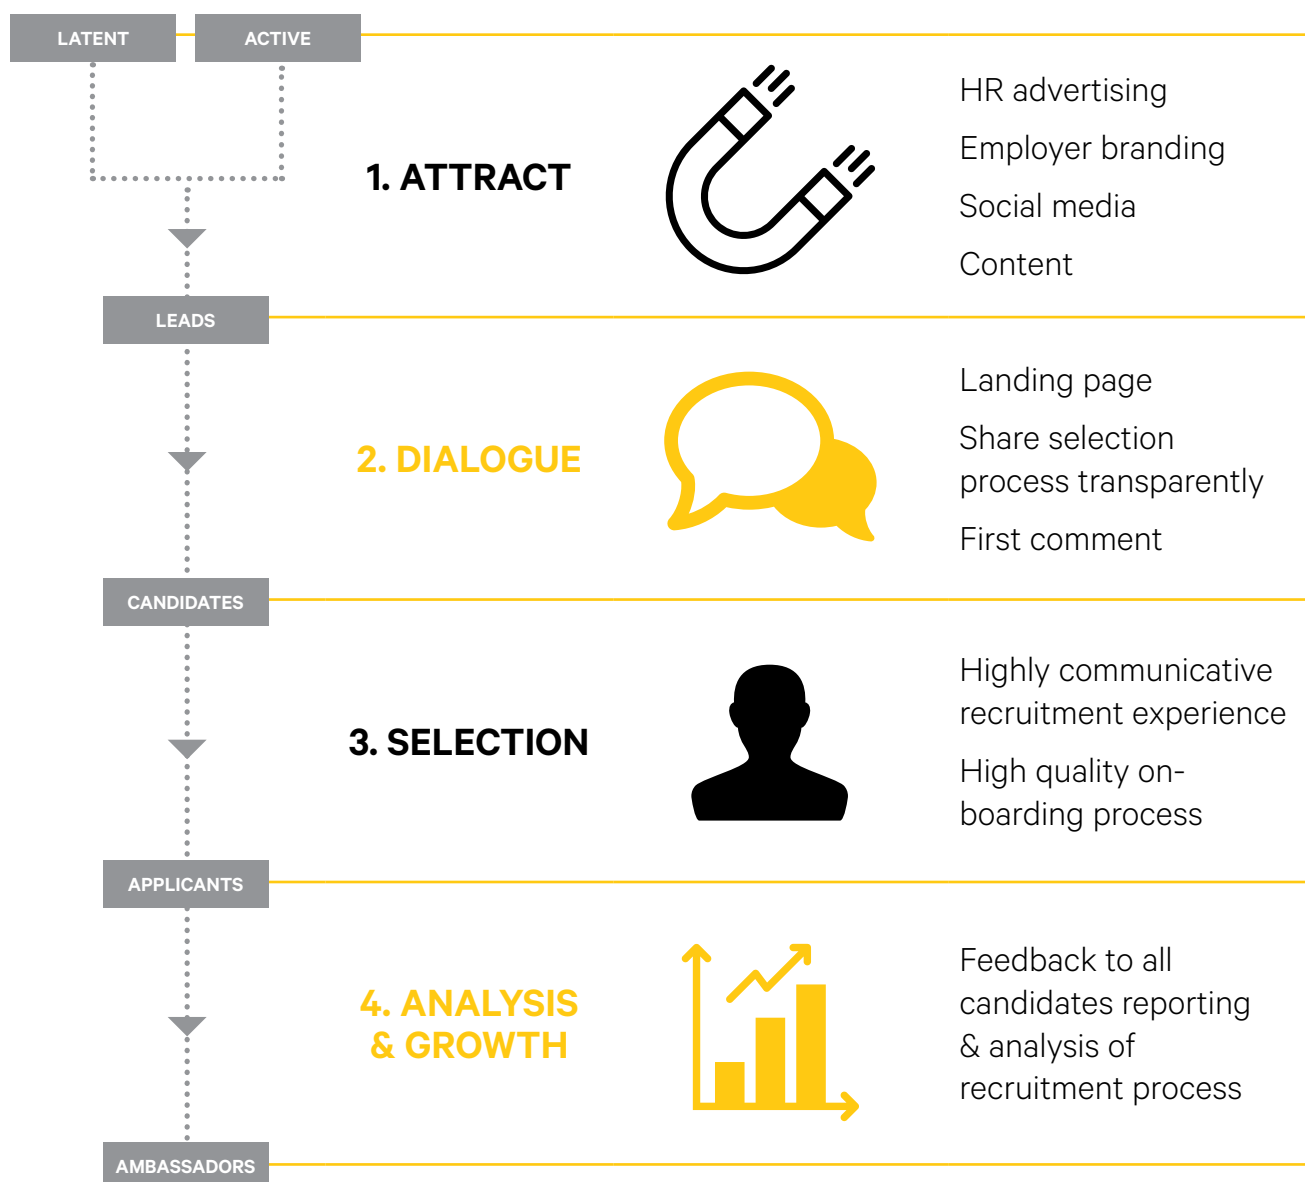 LATENT
ACTIVE
1. ATTRACT
HR advertising
Employer branding
Social media
Content
LEADS
2. DIALOGUE
Landing page
Share selection
process transparently
First comment
CANDIDATES
3. SELECTION
Highly communicative
recruitment experience
High quality on-
boarding process
APPLICANTS
4. ANALYSIS
& GROWTH
Feedback to all
candidates reporting
& analysis of
recruitment process
AMBASSADORS